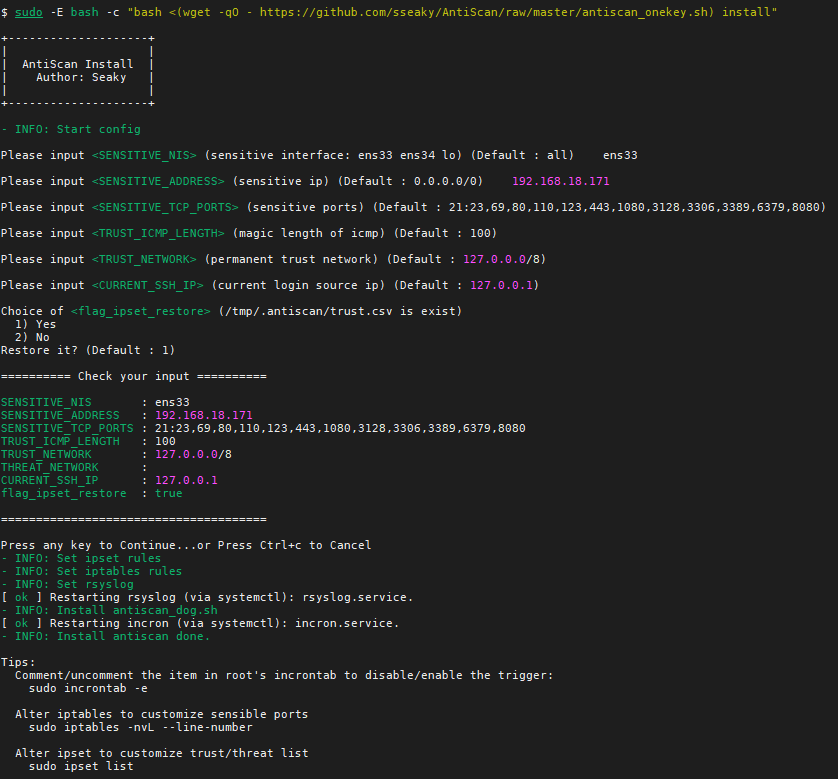 $ sudo -E bash -c "bash <(wget -qO - https://github.com/sseaky/AntiScan/raw/master/antiscan_onekey.sh) install"
+--------------------+
|                    |
|  AntiScan Install  |
|    Author: Seaky   |
|                    |
+--------------------+
- INFO: Start config
Please input <SENSITIVE_NIS> (sensitive interface: ens33 ens34 lo) (Default : all)    ens33
Please input <SENSITIVE_ADDRESS> (sensitive ip) (Default : 0.0.0.0/0)    192.168.18.171
Please input <SENSITIVE_TCP_PORTS> (sensitive ports) (Default : 21:23,69,80,110,123,443,1080,3128,3306,3389,6379,8080)
Please input <TRUST_ICMP_LENGTH> (magic length of icmp) (Default : 100)
Please input <TRUST_NETWORK> (permanent trust network) (Default : 127.0.0.0/8)
Please input <CURRENT_SSH_IP> (current login source ip) (Default : 127.0.0.1)
Choice of <flag_ipset_restore> (/tmp/.antiscan/trust.csv is exist)
  1) Yes
  2) No
Restore it? (Default : 1)
========== Check your input ==========
SENSITIVE_NIS       : ens33
SENSITIVE_ADDRESS   : 192.168.18.171
SENSITIVE_TCP_PORTS : 21:23,69,80,110,123,443,1080,3128,3306,3389,6379,8080
TRUST_ICMP_LENGTH   : 100
TRUST_NETWORK       : 127.0.0.0/8
THREAT_NETWORK      :
CURRENT_SSH_IP      : 127.0.0.1
flag_ipset_restore  : true
======================================
Press any key to Continue...or Press Ctrl+c to Cancel
- INFO: Set ipset rules
- INFO: Set iptables rules
- INFO: Set rsyslog
[ ok ] Restarting rsyslog (via systemctl): rsyslog.service.
- INFO: Install antiscan_dog.sh
[ ok ] Restarting incron (via systemctl): incron.service.
- INFO: Install antiscan done.
Tips:
  Comment/uncomment the item in root's incrontab to disable/enable the trigger:
    sudo incrontab -e
  Alter iptables to customize sensible ports
    sudo iptables -nvL --line-number
  Alter ipset to customize trust/threat list
    sudo ipset list